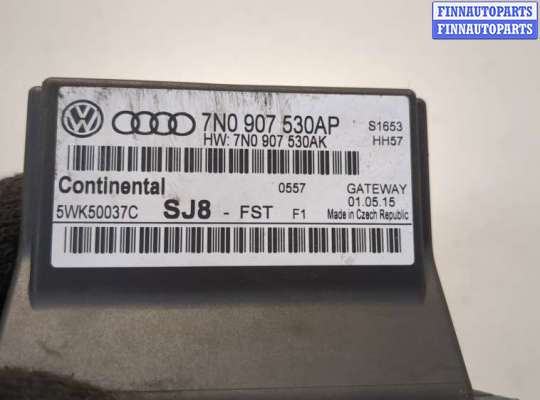 FINNAUTOPARTS
FINNAUTOPARTS
7N0 907 530AP S1653
HW: 7N0 907 530AK HH57
Continental 0557 GATEWAY
5WK50037C SJ8 - FST F1 01.05.15
Made in Czech Republic